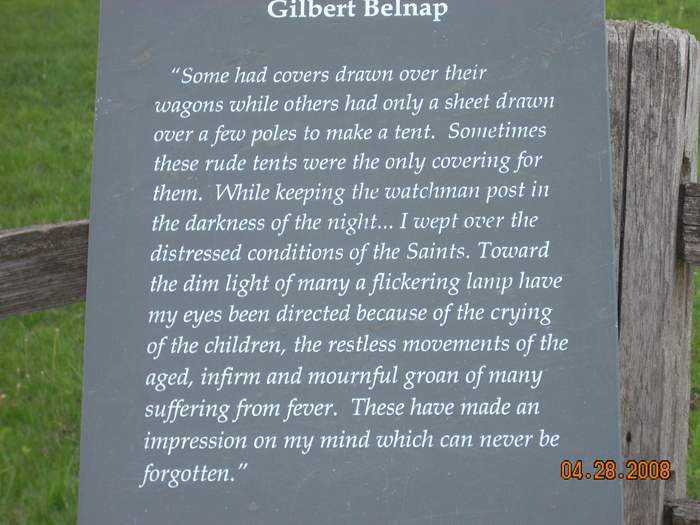 Gilbert Belnap
“Some had covers drawn over their
wagons while others had only a sheet drawn
over a few poles to make a tent. Sometimes
these rude tents were the only covering for
them. While keeping the watchman post in
the darkness of the night... I wept over the
distressed conditions of the Saints. Toward
the dim light of many a flickering lamp have
my eyes been directed because of the crying
of the children, the restless movements of the
aged, infirm and mournful groan of many
suffering from fever. These have made an
impression on my mind which can never be
forgotten.”
04.28.2008